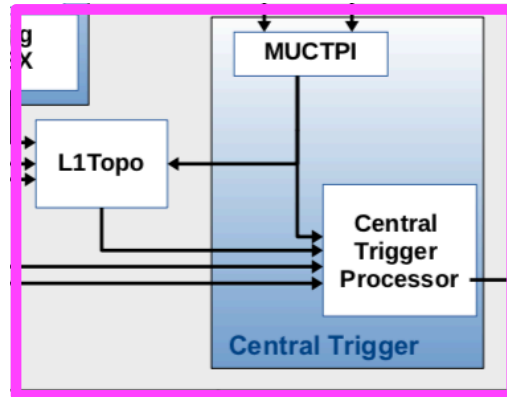 g
X
MUCTPI
L1Topo
Central
Trigger
Processor
Central Trigger